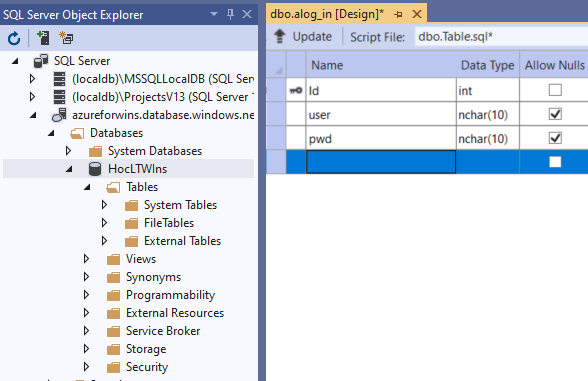 SQL Server Object Explorer
SQL Server
(localdb)\MSSQLLocalDB (SQL Ser
(localdb)\ProjectsV13 (SQL Server
azureforwins.database.windows.ne
Databases
System Databases
HocLTWIns
Tables
System Tables
FileTables
External Tables
Views
Synonyms
Programmability
External Resources
Service Broker
Storage
Security
dbo.alog_in [Design]*
Update Script File: dbo.Table.sql*
Name Data Type Allow Nulls
Id int
user nchar(10)
pwd nchar(10)